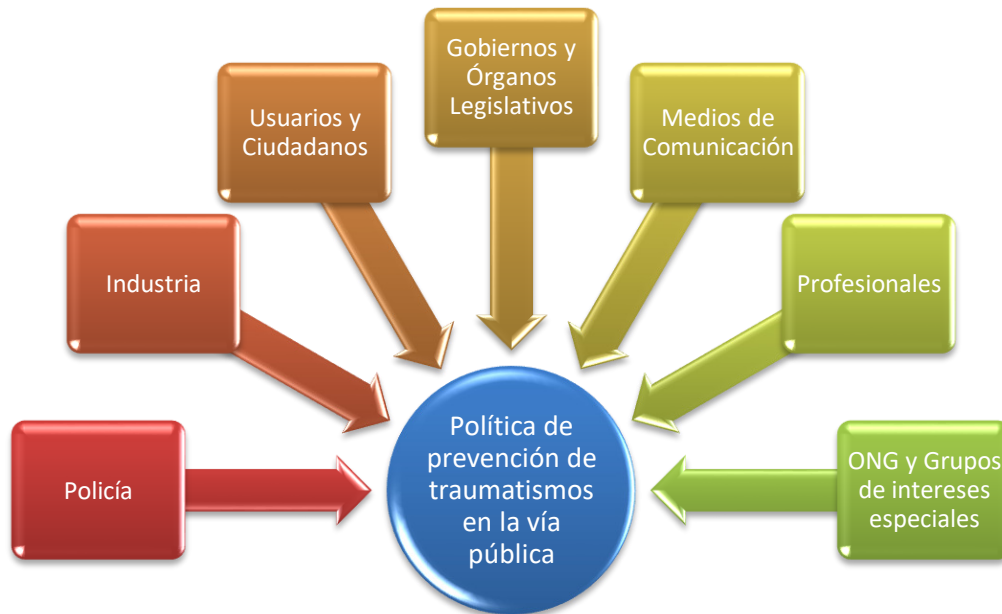 Gobiernos y
Órganos
Legislativos
Usuarios y
Ciudadanos
Medios de
Comunicación
Industria
Profesionales
Policía
Política de
prevención de
traumatismos
en la vía
pública
ONG y Grupos
de intereses
especiales